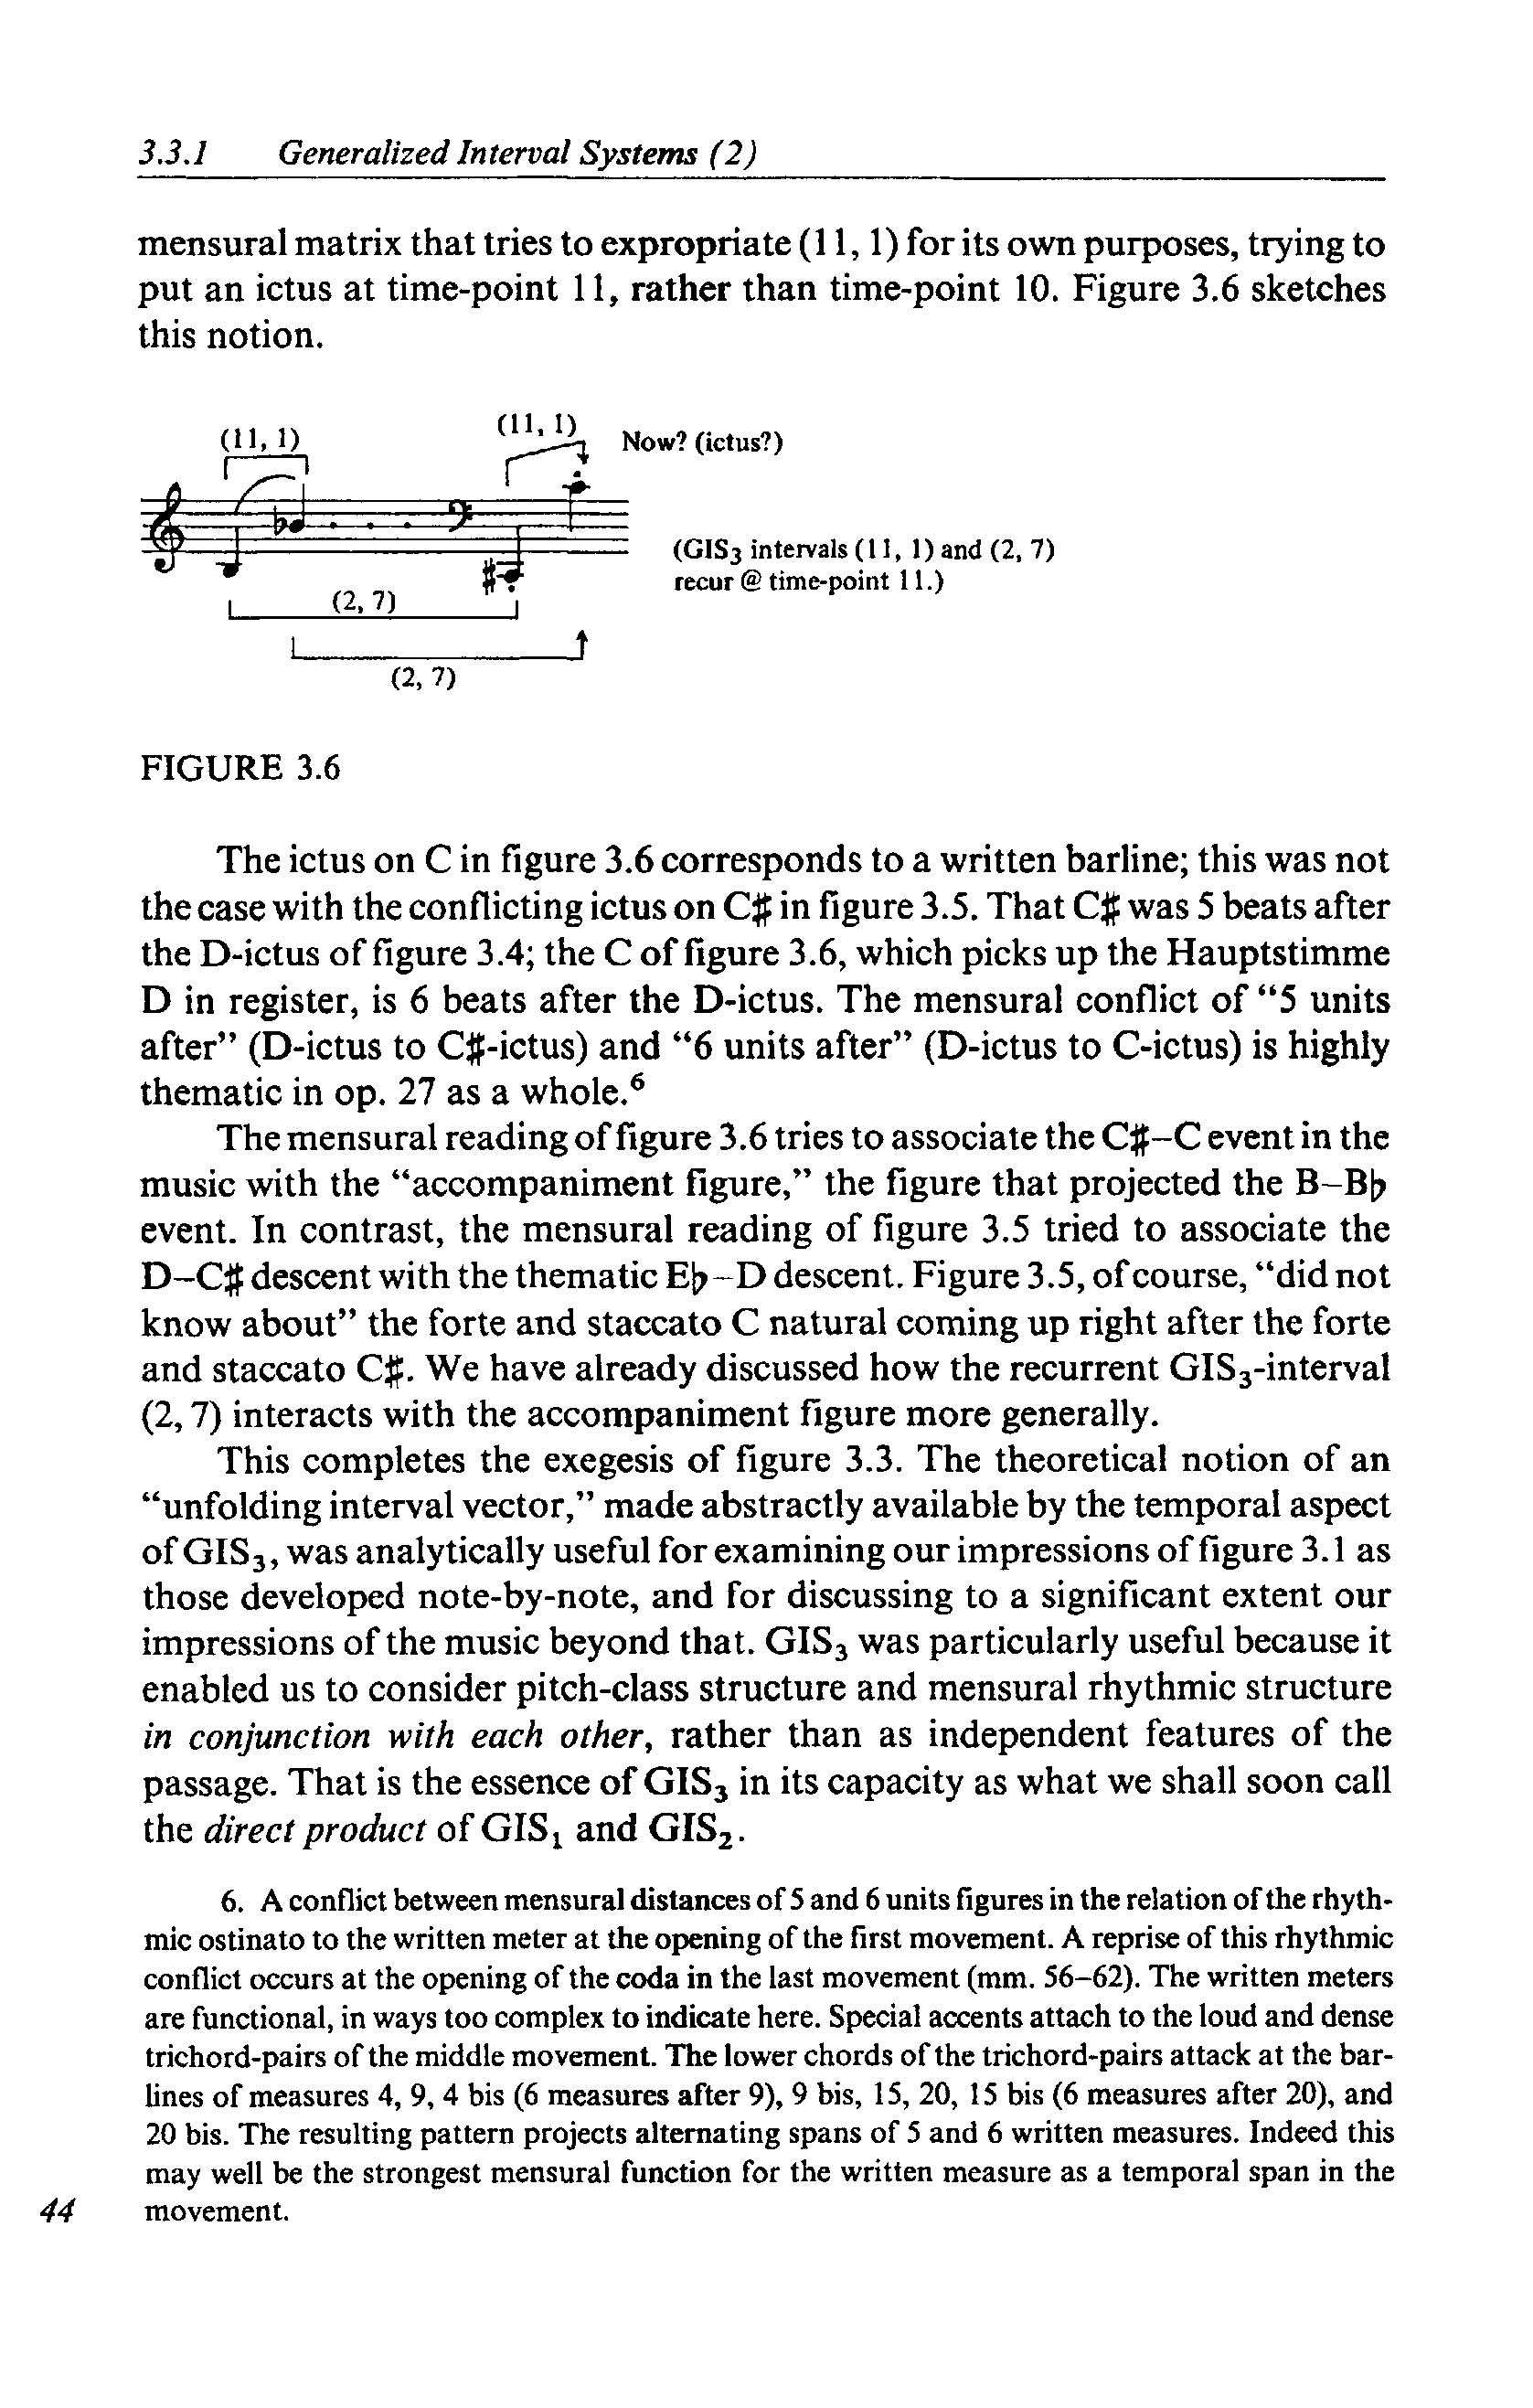 3.3.1 Generalized Interval Systems (2)
mensural matrix that tries to expropriate (11, 1) for its own purposes, trying to
put an ictus at time-point 11, rather than time-point 10. Figure 3.6 sketches
this notion.
(11, 1) (11, 1) Now? (ictus?)
(GIS₃ intervals (11, 1) and (2, 7)
recur @ time-point 11.)
(2, 7)
(2, 7)
FIGURE 3.6
The ictus on C in figure 3.6 corresponds to a written barline; this was not
the case with the conflicting ictus on C♯ in figure 3.5. That C♯ was 5 beats after
the D-ictus of figure 3.4; the C of figure 3.6, which picks up the Hauptstimme
D in register, is 6 beats after the D-ictus. The mensural conflict of “5 units
after” (D-ictus to C♯-ictus) and “6 units after” (D-ictus to C-ictus) is highly
thematic in op. 27 as a whole.⁶
The mensural reading of figure 3.6 tries to associate the C♯–C event in the
music with the “accompaniment figure,” the figure that projected the B–B♭
event. In contrast, the mensural reading of figure 3.5 tried to associate the
D–C♯ descent with the thematic E♭–D descent. Figure 3.5, of course, “did not
know about” the forte and staccato C natural coming up right after the forte
and staccato C♯. We have already discussed how the recurrent GIS₃-interval
(2, 7) interacts with the accompaniment figure more generally.
This completes the exegesis of figure 3.3. The theoretical notion of an
“unfolding interval vector,” made abstractly available by the temporal aspect
of GIS₃, was analytically useful for examining our impressions of figure 3.1 as
those developed note-by-note, and for discussing to a significant extent our
impressions of the music beyond that. GIS₃ was particularly useful because it
enabled us to consider pitch-class structure and mensural rhythmic structure
in conjunction with each other, rather than as independent features of the
passage. That is the essence of GIS₃ in its capacity as what we shall soon call
the direct product of GIS₁ and GIS₂.
6. A conflict between mensural distances of 5 and 6 units figures in the relation of the rhyth-
mic ostinato to the written meter at the opening of the first movement. A reprise of this rhythmic
conflict occurs at the opening of the coda in the last movement (mm. 56–62). The written meters
are functional, in ways too complex to indicate here. Special accents attach to the loud and dense
trichord-pairs of the middle movement. The lower chords of the trichord-pairs attack at the bar-
lines of measures 4, 9, 4 bis (6 measures after 9), 9 bis, 15, 20, 15 bis (6 measures after 20), and
20 bis. The resulting pattern projects alternating spans of 5 and 6 written measures. Indeed this
may well be the strongest mensural function for the written measure as a temporal span in the
44 movement.